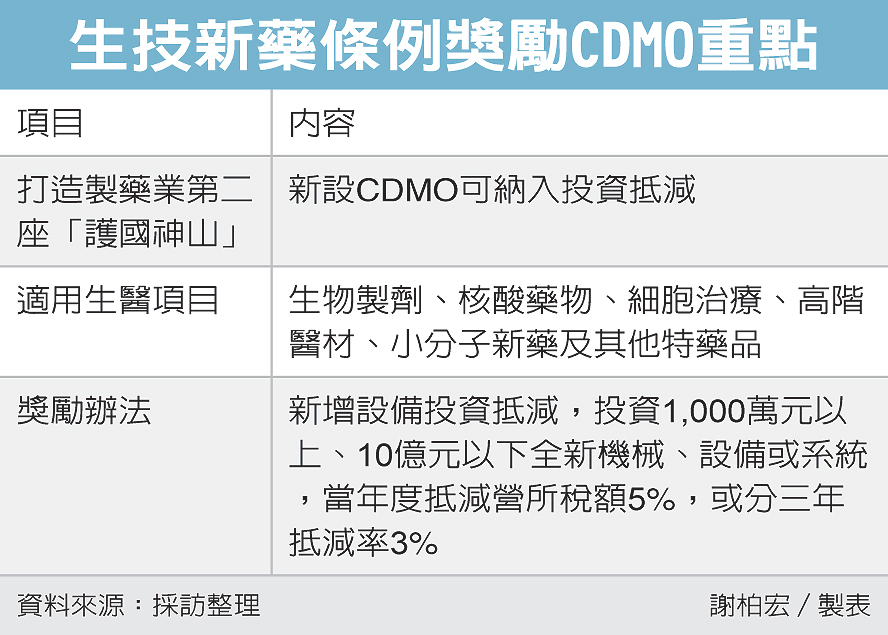 生技新藥條例獎勵CDMO重點
項目
內容
打造製藥業第二
座「護國神山」
新設CDMO可納入投資抵減
適用生醫項目
生物製劑、核酸藥物、細胞治療、高階
醫材、小分子新藥及其他特藥品
獎勵辦法
新增設備投資抵減，投資1,000萬元以
上、10億元以下全新機械、設備或系統
，當年度抵減營所稅額5%，或分三年
抵減率3%
資料來源：採訪整理
謝柏宏／製表